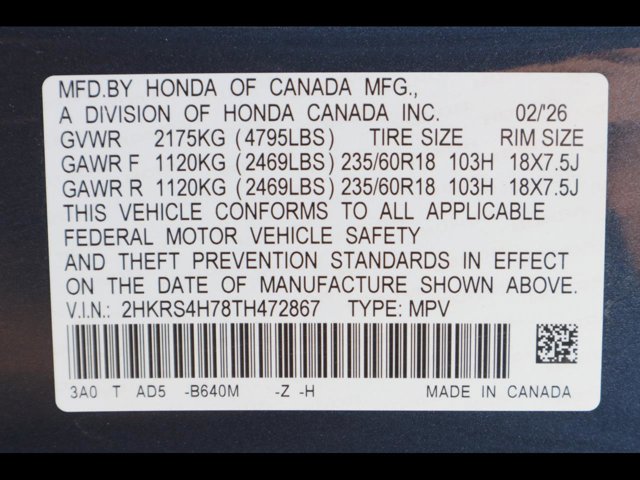 MFD.BY HONDA OF CANADA MFG.,
A DIVISION OF HONDA CANADA INC. 02/'26
GVWR 2175KG (4795LBS) TIRE SIZE RIM SIZE
GAWR F 1120KG (2469LBS) 235/60R18 103H 18X7.5J
GAWR R 1120KG (2469LBS) 235/60R18 103H 18X7.5J
THIS VEHICLE CONFORMS TO ALL APPLICABLE
FEDERAL MOTOR VEHICLE SAFETY
AND THEFT PREVENTION STANDARDS IN EFFECT
ON THE DATE OF MANUFACTURE SHOWN ABOVE.
V.I.N.: 2HKRS4H78TH472867 TYPE: MPV
3A0 T AD5 -B640M -Z -H MADE IN CANADA